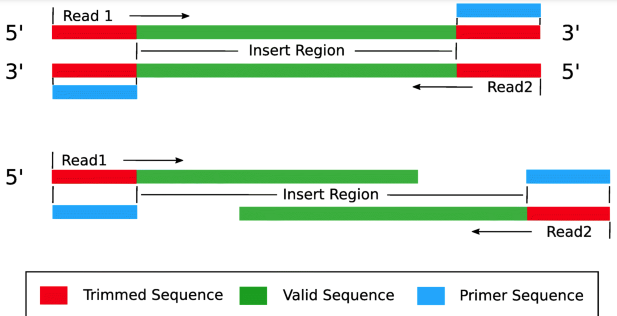 Read 1
5' 3'
Insert Region
3' 5'
Read2
Read1
5'
Insert Region
Read2
Trimmed Sequence Valid Sequence Primer Sequence